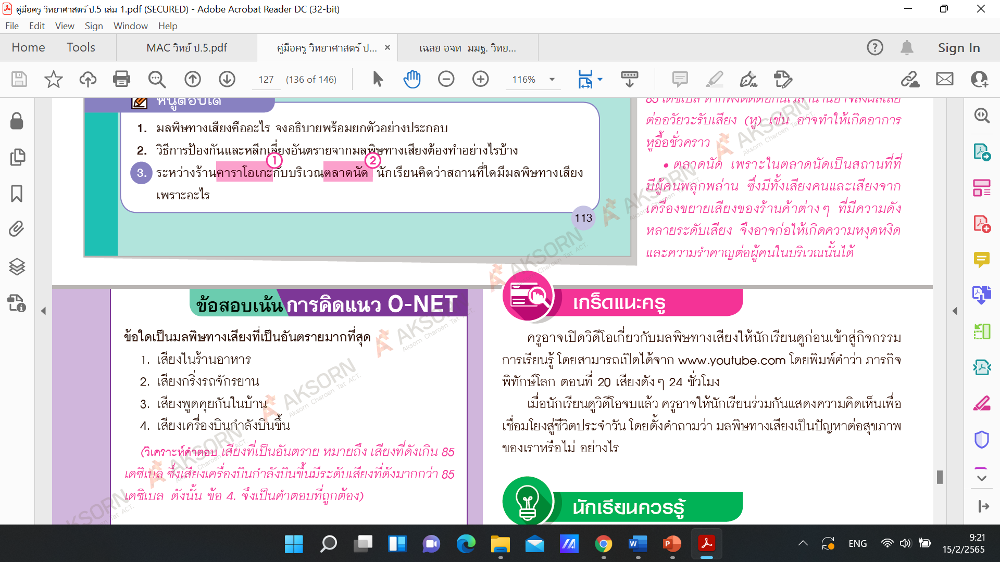 คู่มือครู วิทยาศาสตร์ ป.5 เล่ม 1.pdf (SECURED) - Adobe Acrobat Reader DC (32-bit)
File Edit View Sign Window Help
Home Tools MAC วิทย์ ป.5.pdf คู่มือครู วิทยาศาสตร์ ป... × เฉลย อจท มมฐ. วิทย... Sign In
127 (136 of 146) 116%
หนูตอบได้
1. มลพิษทางเสียงคืออะไร จงอธิบายพร้อมยกตัวอย่างประกอบ
2. วิธีการป้องกันและหลีกเลี่ยงอันตรายจากมลพิษทางเสียงต้องทำอย่างไรบ้าง
1 2
3. ระหว่างร้านคาราโอเกะกับบริเวณตลาดนัด นักเรียนคิดว่าสถานที่ใดมีมลพิษทางเสียง
เพราะอะไร
113
85 เดซิเบล หากฟังติดต่อกันเวลานานอาจส่งผลเสีย
ต่ออวัยวะรับเสียง (หู) เช่น อาจทำให้เกิดอาการ
หูอื้อชั่วคราว
• ตลาดนัด เพราะในตลาดนัดเป็นสถานที่ที่
มีผู้คนพลุกพล่าน ซึ่งมีทั้งเสียงคนและเสียงจาก
เครื่องขยายเสียงของร้านค้าต่างๆ ที่มีความดัง
หลายระดับเสียง จึงอาจก่อให้เกิดความหงุดหงิด
และความรำคาญต่อผู้คนในบริเวณนั้นได้
ข้อสอบเน้นการคิดแนว O-NET
ข้อใดเป็นมลพิษทางเสียงที่เป็นอันตรายมากที่สุด
1. เสียงในร้านอาหาร
2. เสียงกริ่งรถจักรยาน
3. เสียงพูดคุยกันในบ้าน
4. เสียงเครื่องบินกำลังบินขึ้น
(วิเคราะห์คำตอบ เสียงที่เป็นอันตราย หมายถึง เสียงที่ดังเกิน 85
เดซิเบล ซึ่งเสียงเครื่องบินกำลังบินขึ้นมีระดับเสียงที่ดังมากกว่า 85
เดซิเบล ดังนั้น ข้อ 4. จึงเป็นคำตอบที่ถูกต้อง)
เกร็ดแนะครู
ครูอาจเปิดวิดีโอเกี่ยวกับมลพิษทางเสียงให้นักเรียนดูก่อนเข้าสู่กิจกรรม
การเรียนรู้ โดยสามารถเปิดได้จาก www.youtube.com โดยพิมพ์คำว่า ภารกิจ
พิทักษ์โลก ตอนที่ 20 เสียงดังๆ 24 ชั่วโมง
เมื่อนักเรียนดูวิดีโอจบแล้ว ครูอาจให้นักเรียนร่วมกันแสดงความคิดเห็นเพื่อ
เชื่อมโยงสู่ชีวิตประจำวัน โดยตั้งคำถามว่า มลพิษทางเสียงเป็นปัญหาต่อสุขภาพ
ของเราหรือไม่ อย่างไร
นักเรียนควรรู้
AKSORN
Aksorn Charoen Tat ACT.
ENG
9:21
15/2/2565